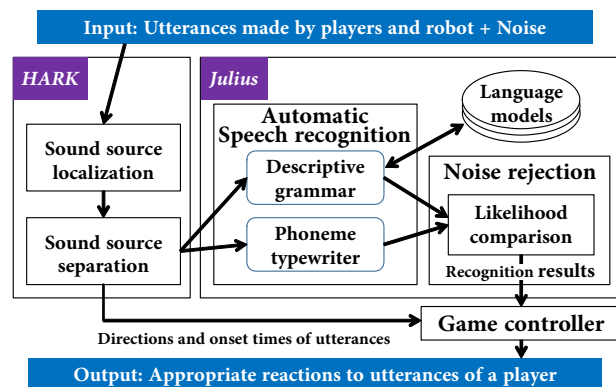 Input: Utterances made by players and robot + Noise
HARK
Julius
Automatic
Speech recognition
Language
models
Sound source
localization
Descriptive
grammar
Noise rejection
Sound source
separation
Phoneme
typewriter
Likelihood
comparison
Recognition results
Directions and onset times of utterances
Game controller
Output: Appropriate reactions to utterances of a player